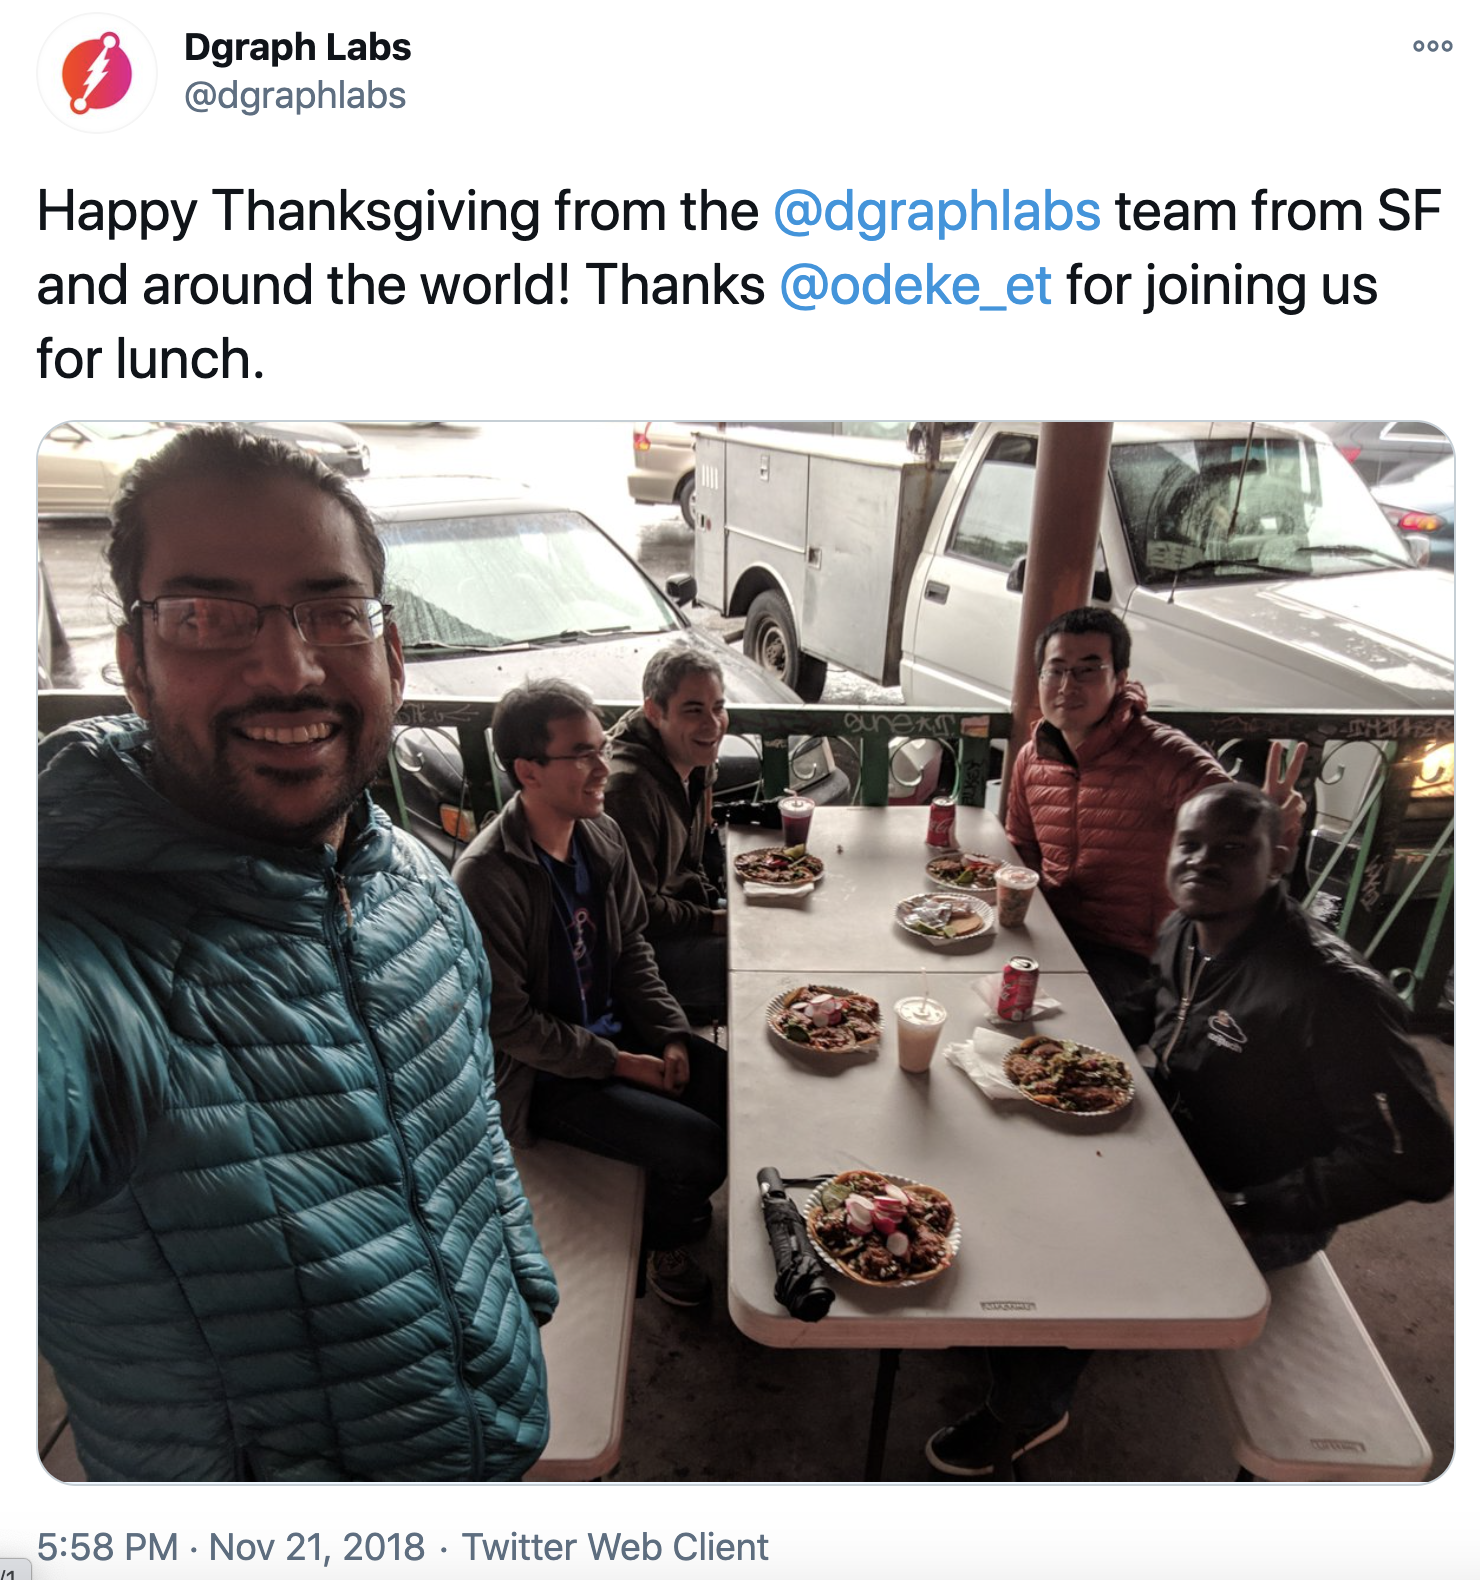 Dgraph Labs
@dgraphlabs
Happy Thanksgiving from the @dgraphlabs team from SF
and around the world! Thanks @odeke_et for joining us
for lunch.
5:58 PM · Nov 21, 2018 · Twitter Web Client
/1